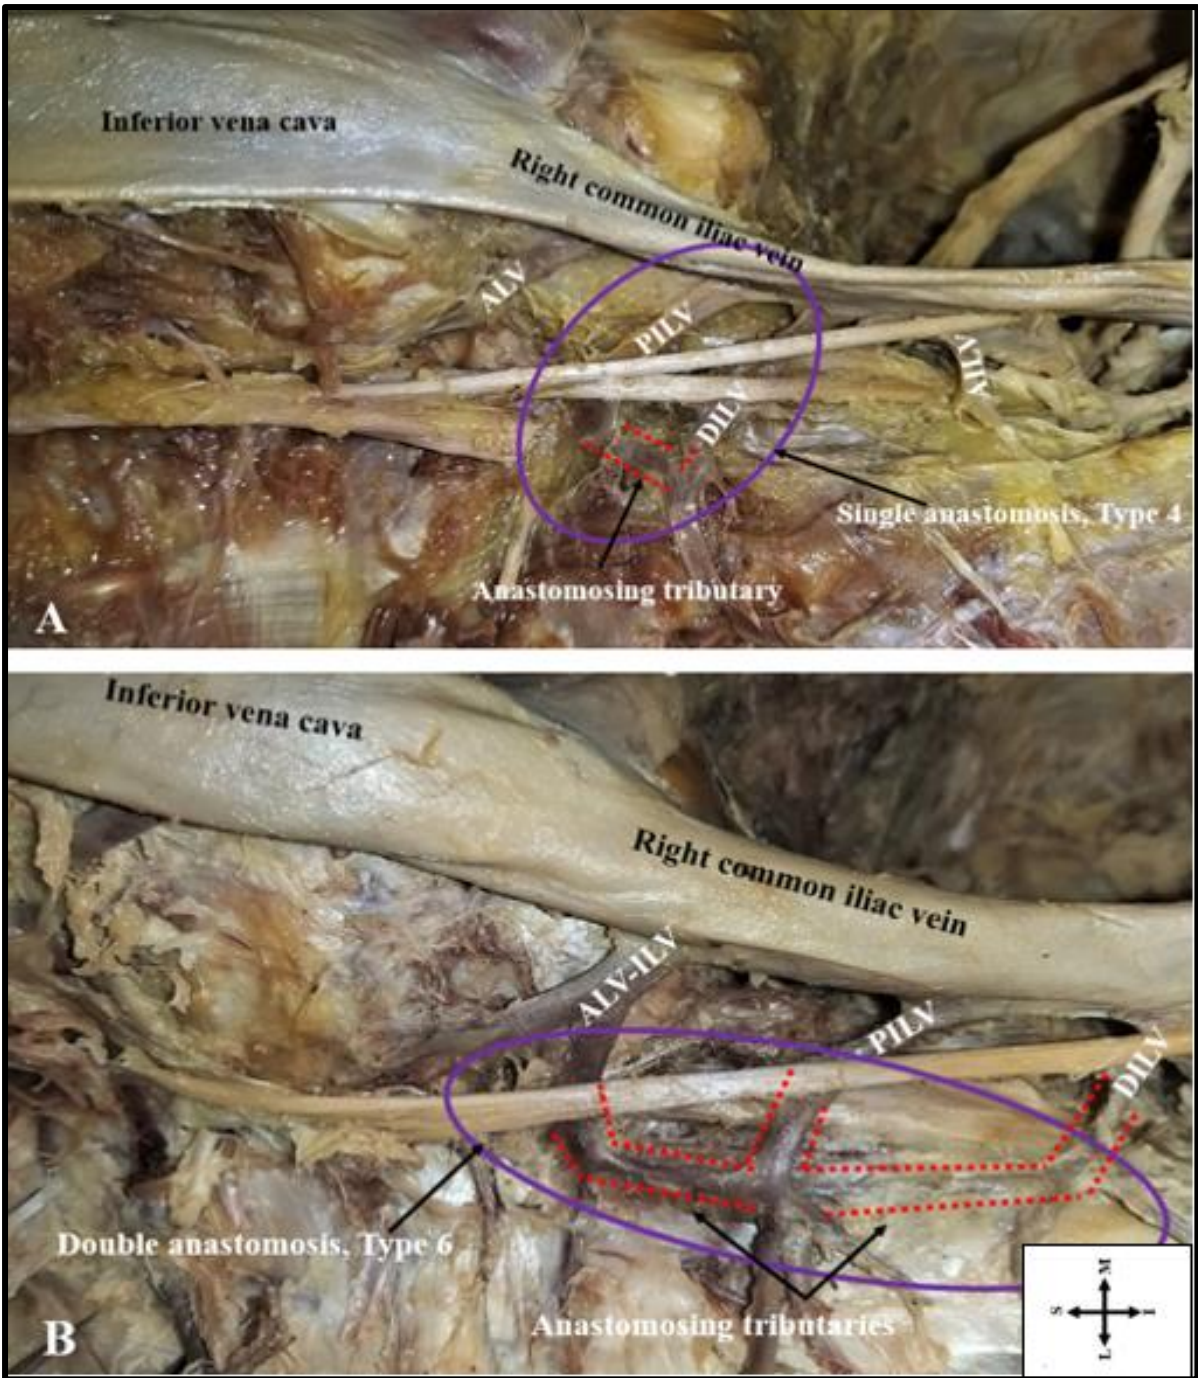 Inferior vena cava
Right common iliac vein
ALV
PILV
AILV
DILV
Single anastomosis, Type 4
Anastomosing tributary
A
Inferior vena cava
Right common iliac vein
ALV-ILV
PILV
DILV
Double anastomosis, Type 6
Anastomosing tributaries
B
M
S I
L